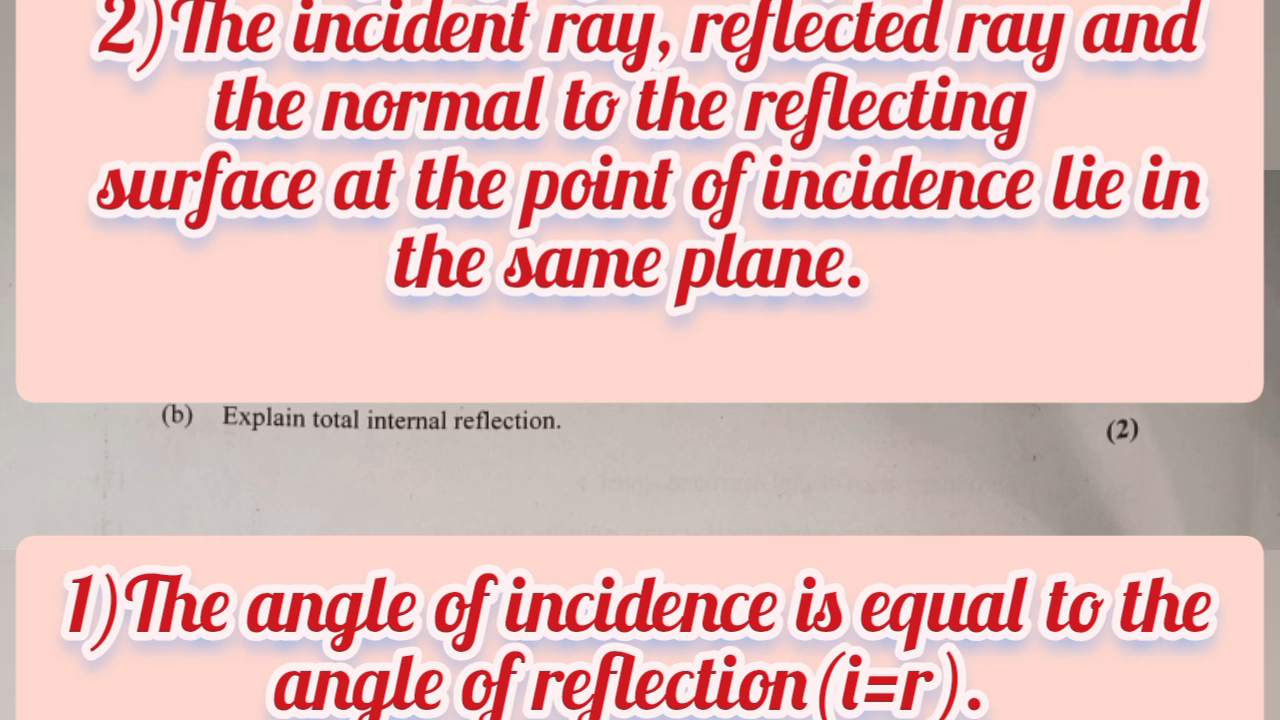 2)The incident ray, reflected ray and
the normal to the reflecting
surface at the point of incidence lie in
the same plane.
(b) Explain total internal reflection. (2)
1)The angle of incidence is equal to the
angle of reflection(i=r).